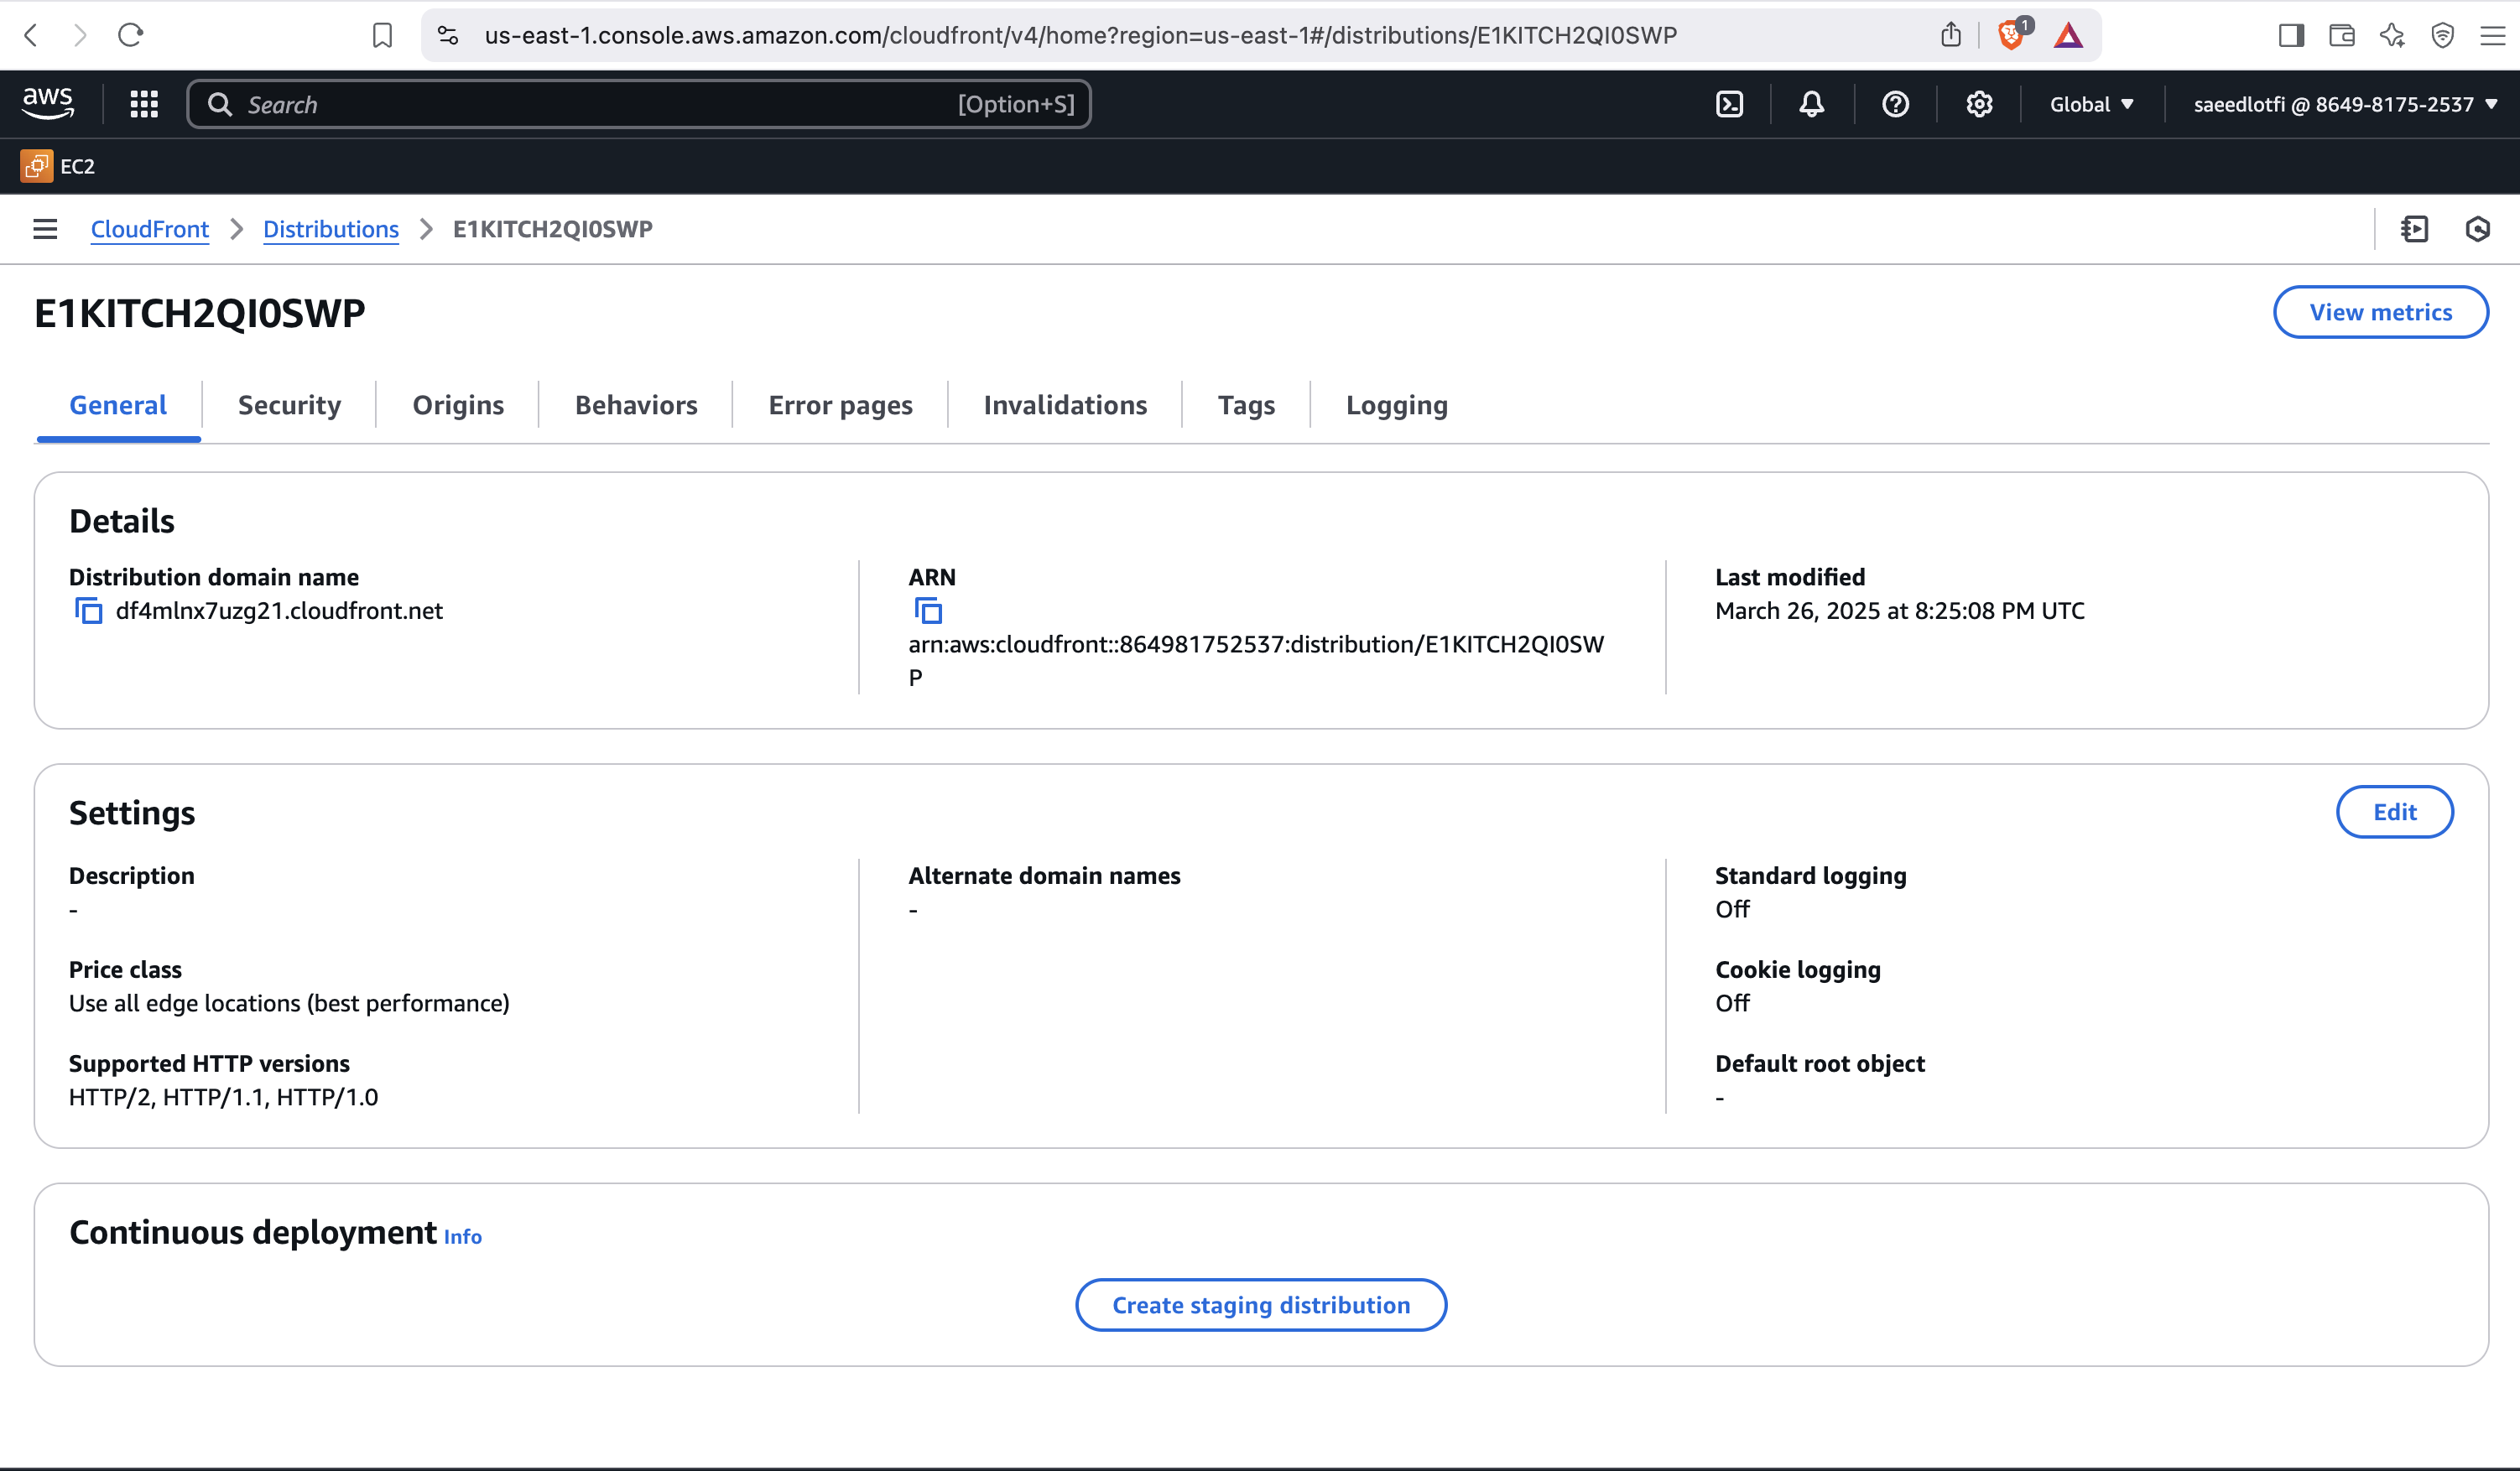 us-east-1.console.aws.amazon.com/cloudfront/v4/home?region=us-east-1#/distributions/E1KITCH2QI0SWP
1
aws
Search
[Option+S]
Global
saeedlotfi @ 8649-8175-2537
EC2
CloudFront
Distributions
E1KITCH2QI0SWP
E1KITCH2QI0SWP
View metrics
General
Security
Origins
Behaviors
Error pages
Invalidations
Tags
Logging
Details
Distribution domain name
df4mlnx7uzg21.cloudfront.net
ARN
arn:aws:cloudfront::864981752537:distribution/E1KITCH2QI0SW
P
Last modified
March 26, 2025 at 8:25:08 PM UTC
Settings
Edit
Description
-
Price class
Use all edge locations (best performance)
Supported HTTP versions
HTTP/2, HTTP/1.1, HTTP/1.0
Alternate domain names
-
Standard logging
Off
Cookie logging
Off
Default root object
-
Continuous deployment Info
Create staging distribution